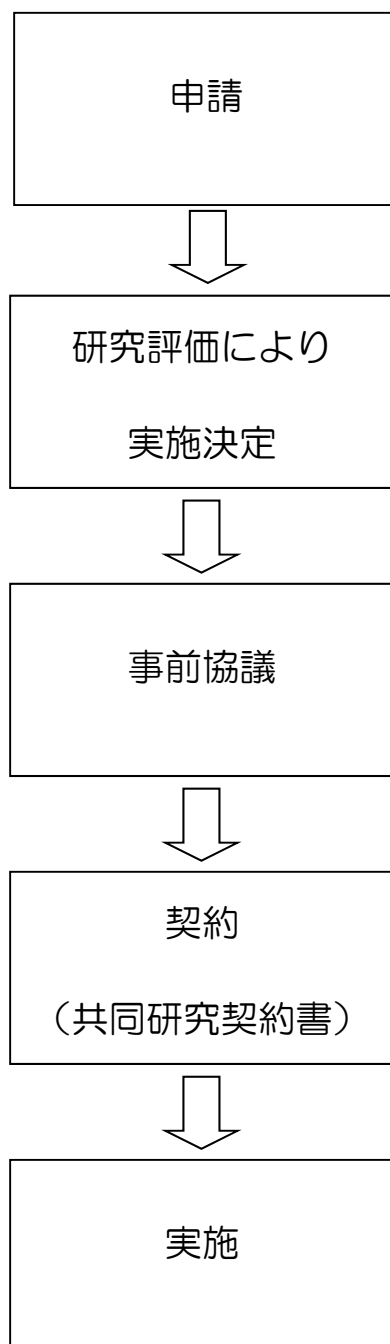 申請
研究評価により
実施決定
事前協議
契約
（共同研究契約書）
実施